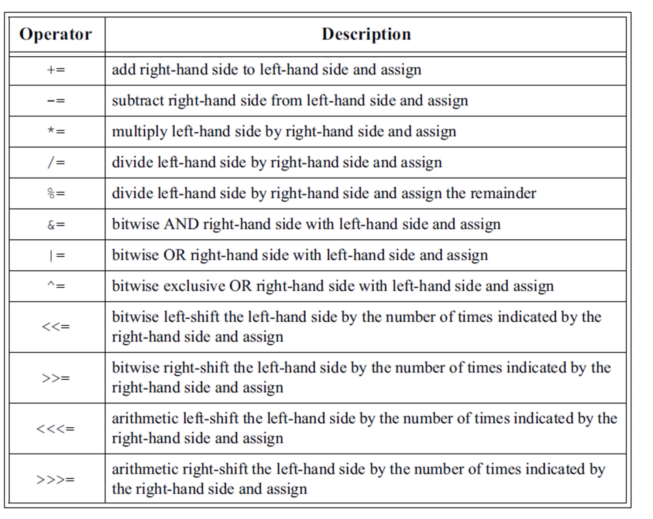 Operator Description
+= add right-hand side to left-hand side and assign
-= subtract right-hand side from left-hand side and assign
*= multiply left-hand side by right-hand side and assign
/= divide left-hand side by right-hand side and assign
%= divide left-hand side by right-hand side and assign the remainder
&= bitwise AND right-hand side with left-hand side and assign
|= bitwise OR right-hand side with left-hand side and assign
^= bitwise exclusive OR right-hand side with left-hand side and assign
<<= bitwise left-shift the left-hand side by the number of times indicated by the
right-hand side and assign
>>= bitwise right-shift the left-hand side by the number of times indicated by the
right-hand side and assign
<<<= arithmetic left-shift the left-hand side by the number of times indicated by the
right-hand side and assign
>>>= arithmetic right-shift the left-hand side by the number of times indicated by
the right-hand side and assign